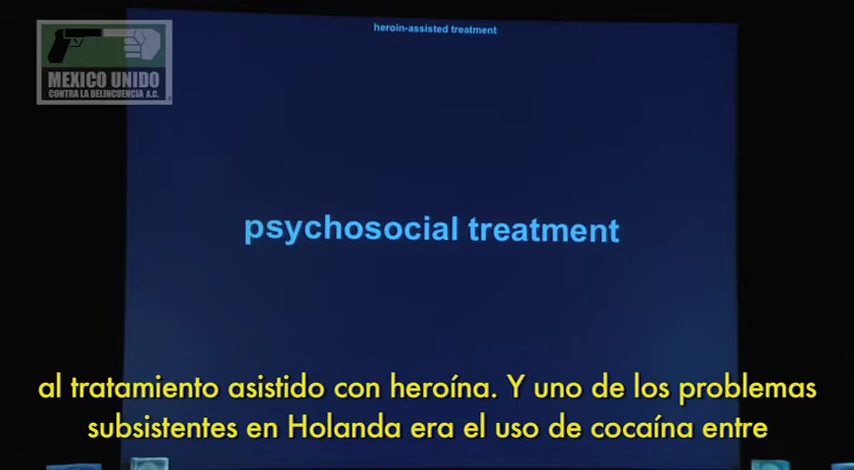 heroin-assisted treatment
MEXICO UNIDO
CONTRA LA DELINCUENCIA A.C.
psychosocial treatment
al tratamiento asistido con heroína. Y uno de los problemas
subsistentes en Holanda era el uso de cocaína entre